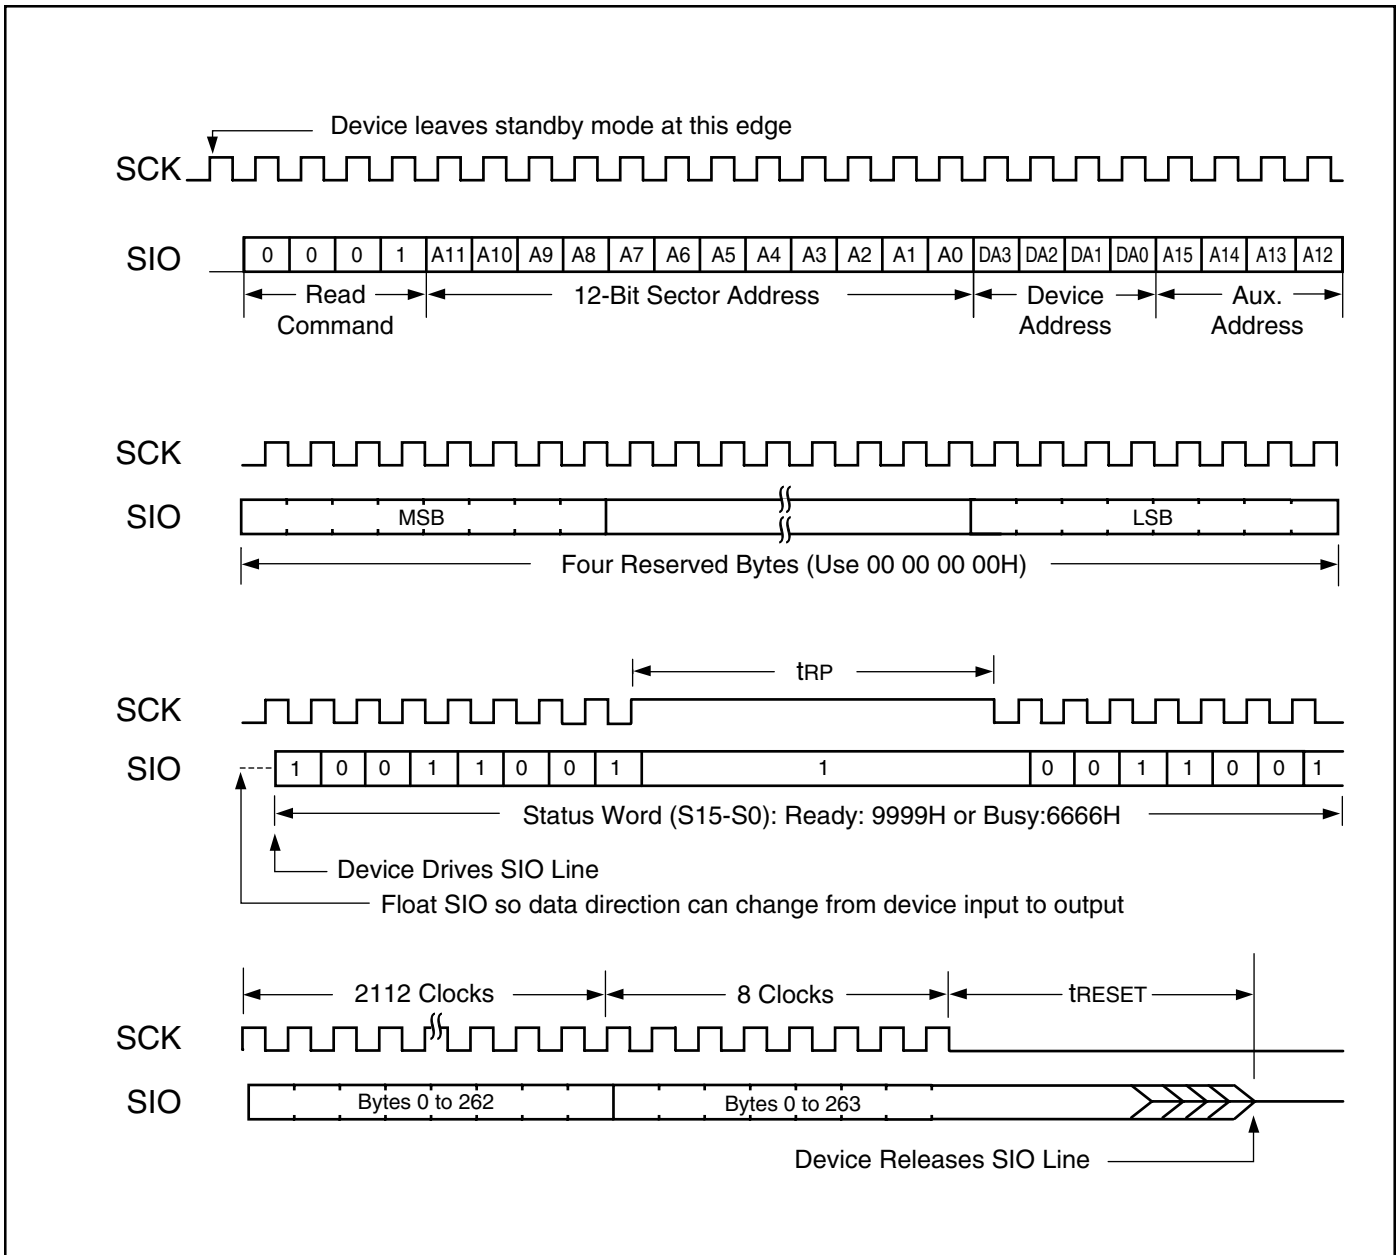 Device leaves standby mode at this edge
SCK
SIO 0 0 0 1 A11 A10 A9 A8 A7 A6 A5 A4 A3 A2 A1 A0 DA3 DA2 DA1 DA0 A15 A14 A13 A12
Read Command
12-Bit Sector Address
Device Address
Aux. Address
SCK
SIO MSB LSB
Four Reserved Bytes (Use 00 00 00 00H)
tRP
SCK
SIO 1 0 0 1 1 0 0 1 1 0 0 1 1 0 0 1
Status Word (S15-S0): Ready: 9999H or Busy:6666H
Device Drives SIO Line
Float SIO so data direction can change from device input to output
2112 Clocks 8 Clocks tRESET
SCK
SIO Bytes 0 to 262 Bytes 0 to 263
Device Releases SIO Line